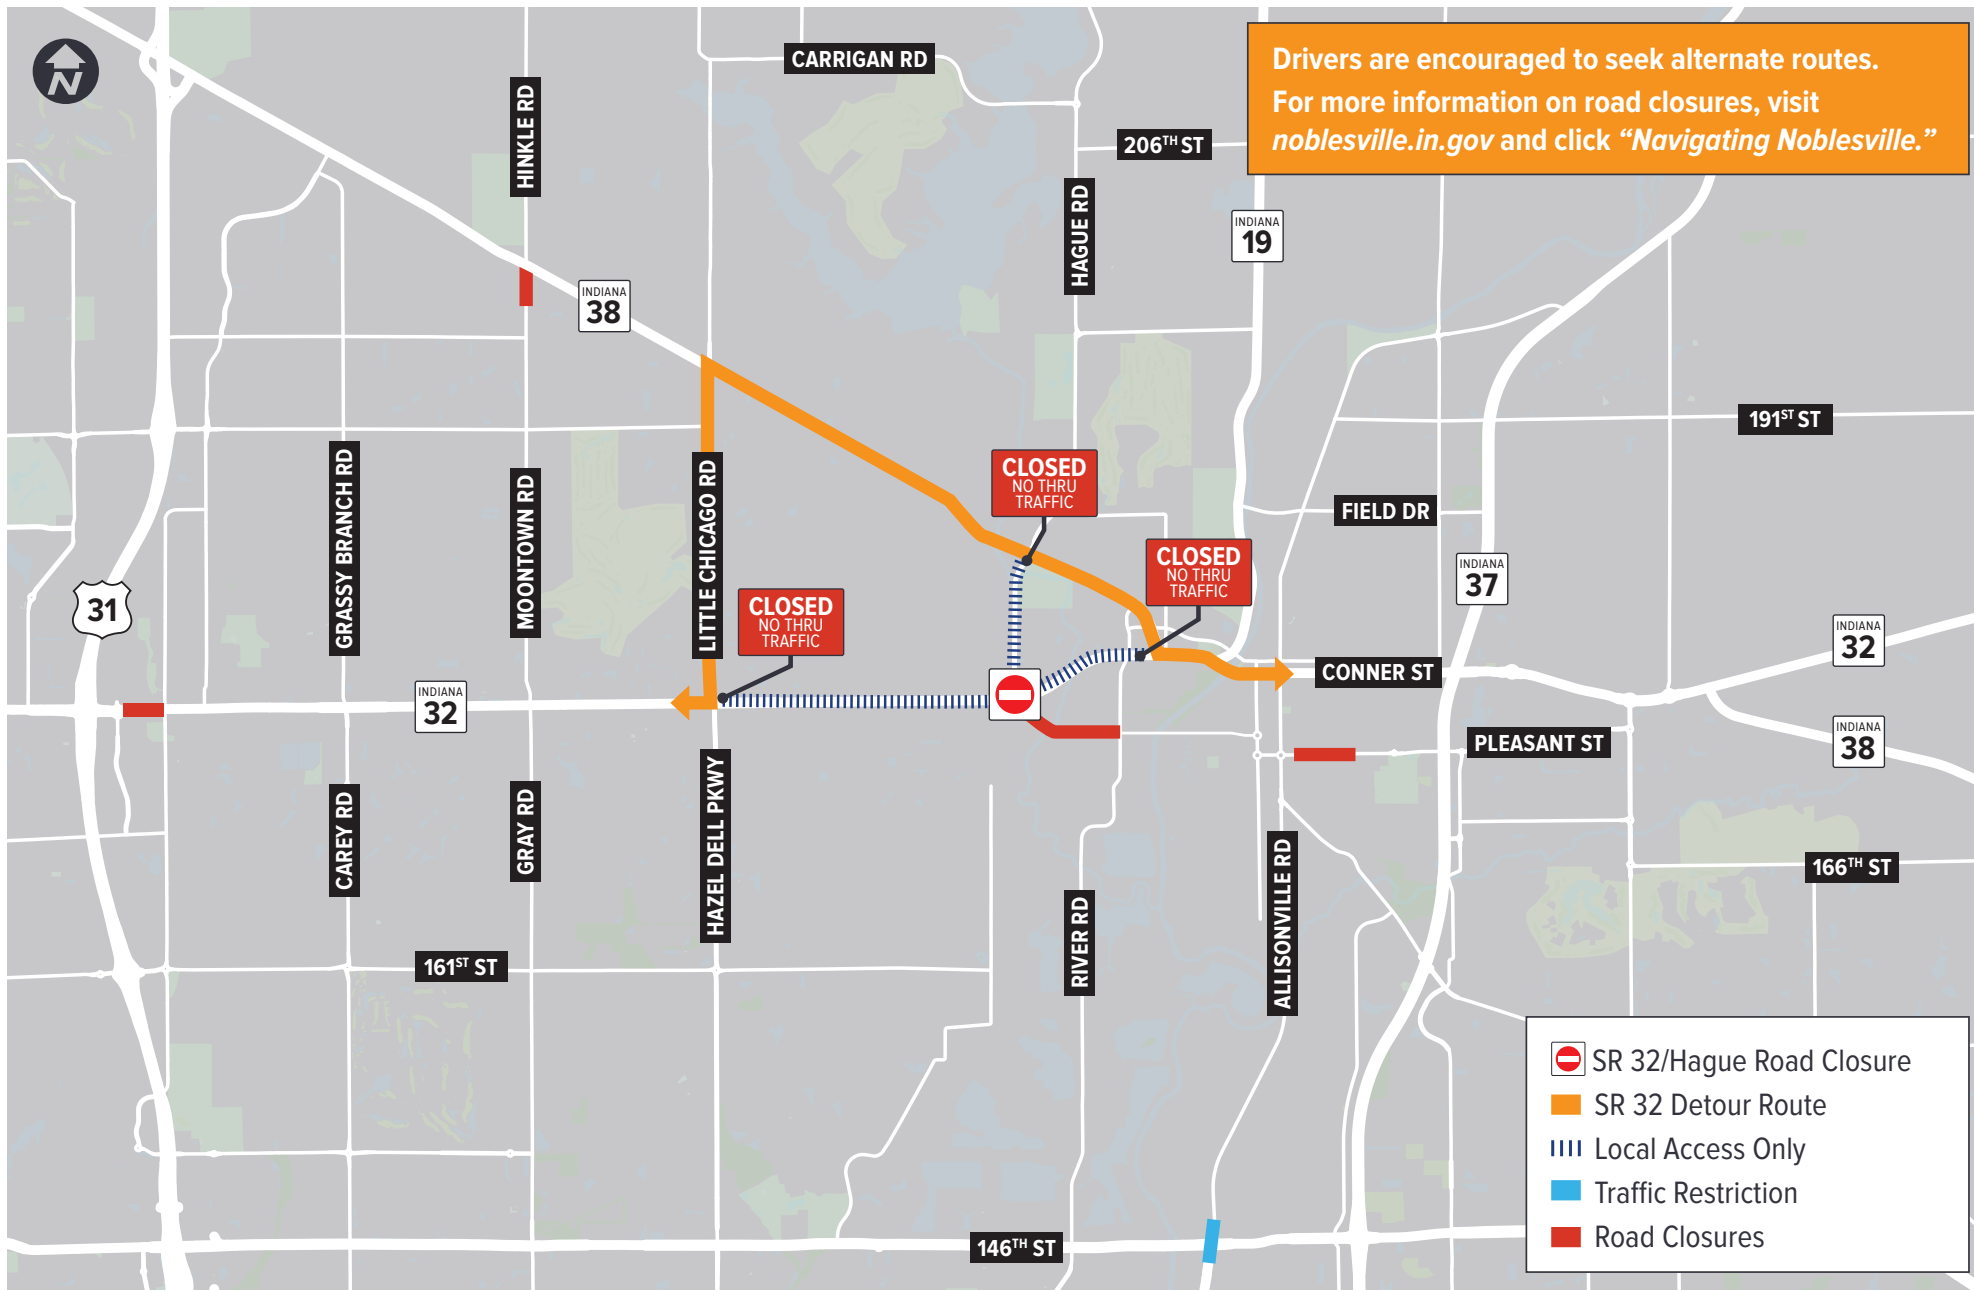 N
CARRIGAN RD
Drivers are encouraged to seek alternate routes.
For more information on road closures, visit
noblesville.in.gov and click “Navigating Noblesville.”
HINKLE RD
206TH ST
HAGUE RD
INDIANA
19
INDIANA
38
191ST ST
GRASSY BRANCH RD
MOONTOWN RD
LITTLE CHICAGO RD
CLOSED
NO THRU
TRAFFIC
FIELD DR
CLOSED
NO THRU
TRAFFIC
INDIANA
37
31
CLOSED
NO THRU
TRAFFIC
INDIANA
32
CONNER ST
INDIANA
32
PLEASANT ST
INDIANA
38
CAREY RD
GRAY RD
HAZEL DELL PKWY
RIVER RD
ALLISONVILLE RD
166TH ST
161ST ST
146TH ST
SR 32/Hague Road Closure
SR 32 Detour Route
Local Access Only
Traffic Restriction
Road Closures